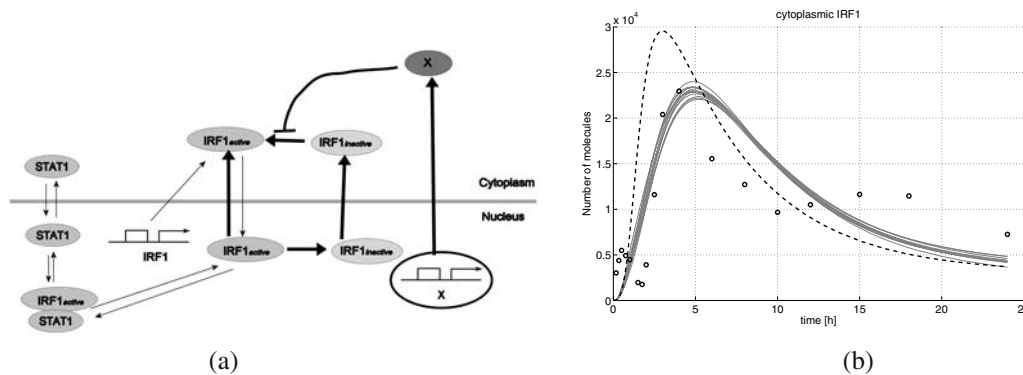 X
IRF1active
IRF1inactive
STAT1
Cytoplasm
Nucleus
STAT1
IRF1
IRF1active
IRF1inactive
X
IRF1active
STAT1
(a)
x 10^4
cytoplasmic IRF1
Number of molecules
3
2.5
2
1.5
1
0.5
0
0
5
10
15
20
time [h]
(b)